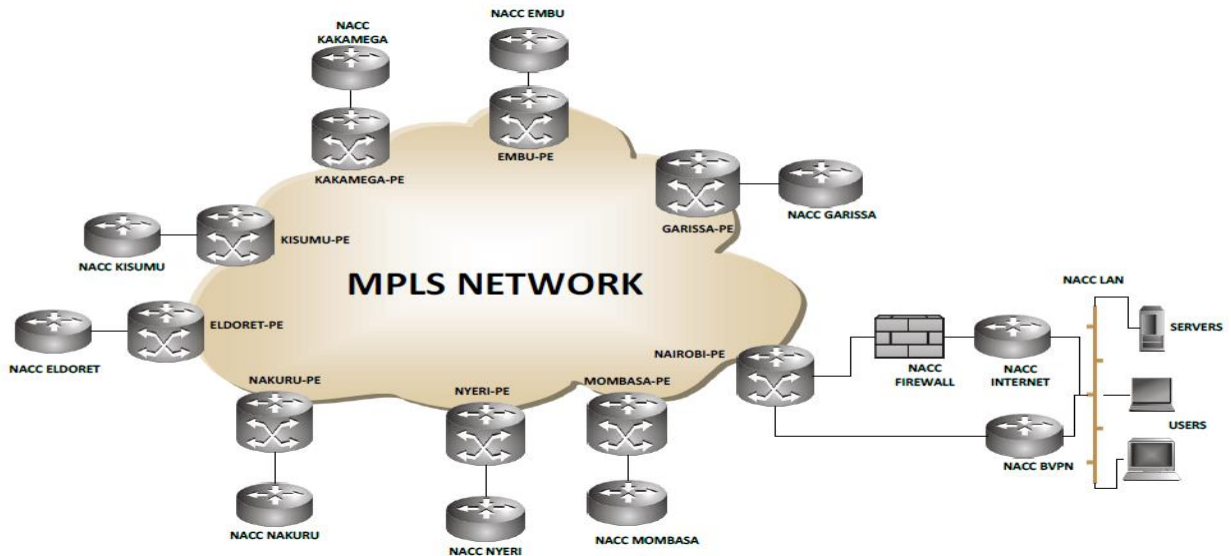 NACC
KAKAMEGA
NACC EMBU
KAKAMEGA-PE
EMBU-PE
GARISSA-PE
NACC GARISSA
KISUMU-PE
NACC KISUMU
MPLS NETWORK
NACC LAN
SERVERS
ELDORET-PE
NACC ELDORET
NAIROBI-PE
NACC
FIREWALL
NACC
INTERNET
NAKURU-PE
NYERI-PE
MOMBASA-PE
USERS
NACC BVPN
NACC NAKURU
NACC NYERI
NACC MOMBASA